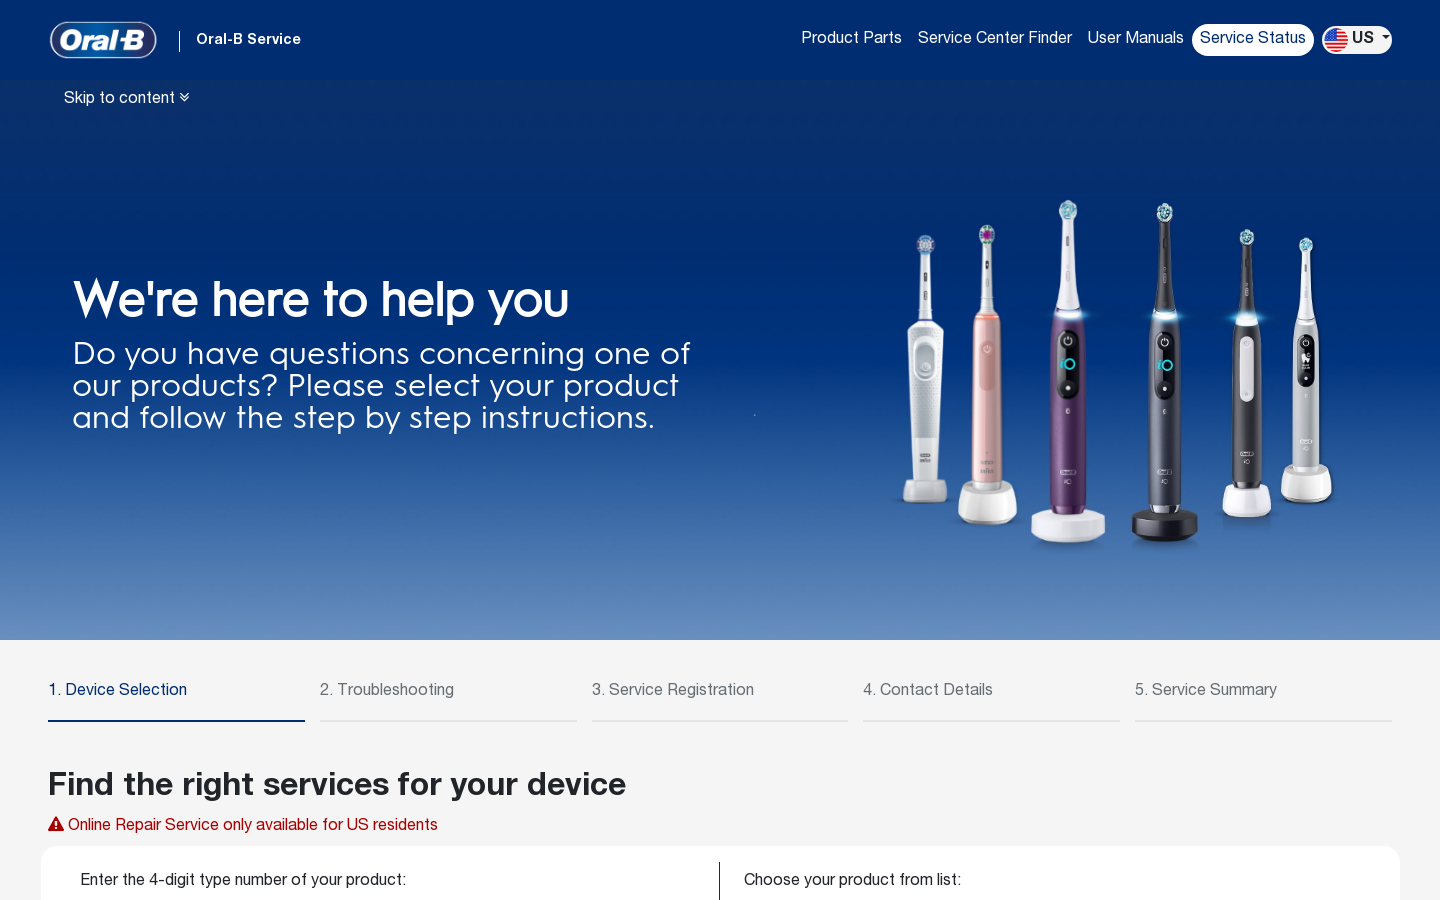 Oral-B
Oral-B Service
Product Parts
Service Center Finder
User Manuals
Service Status
US
Skip to content
We're here to help you
Do you have questions concerning one of
our products? Please select your product
and follow the step by step instructions.
iO
iO
1. Device Selection
2. Troubleshooting
3. Service Registration
4. Contact Details
5. Service Summary
Find the right services for your device
Online Repair Service only available for US residents
Enter the 4-digit type number of your product:
Choose your product from list: